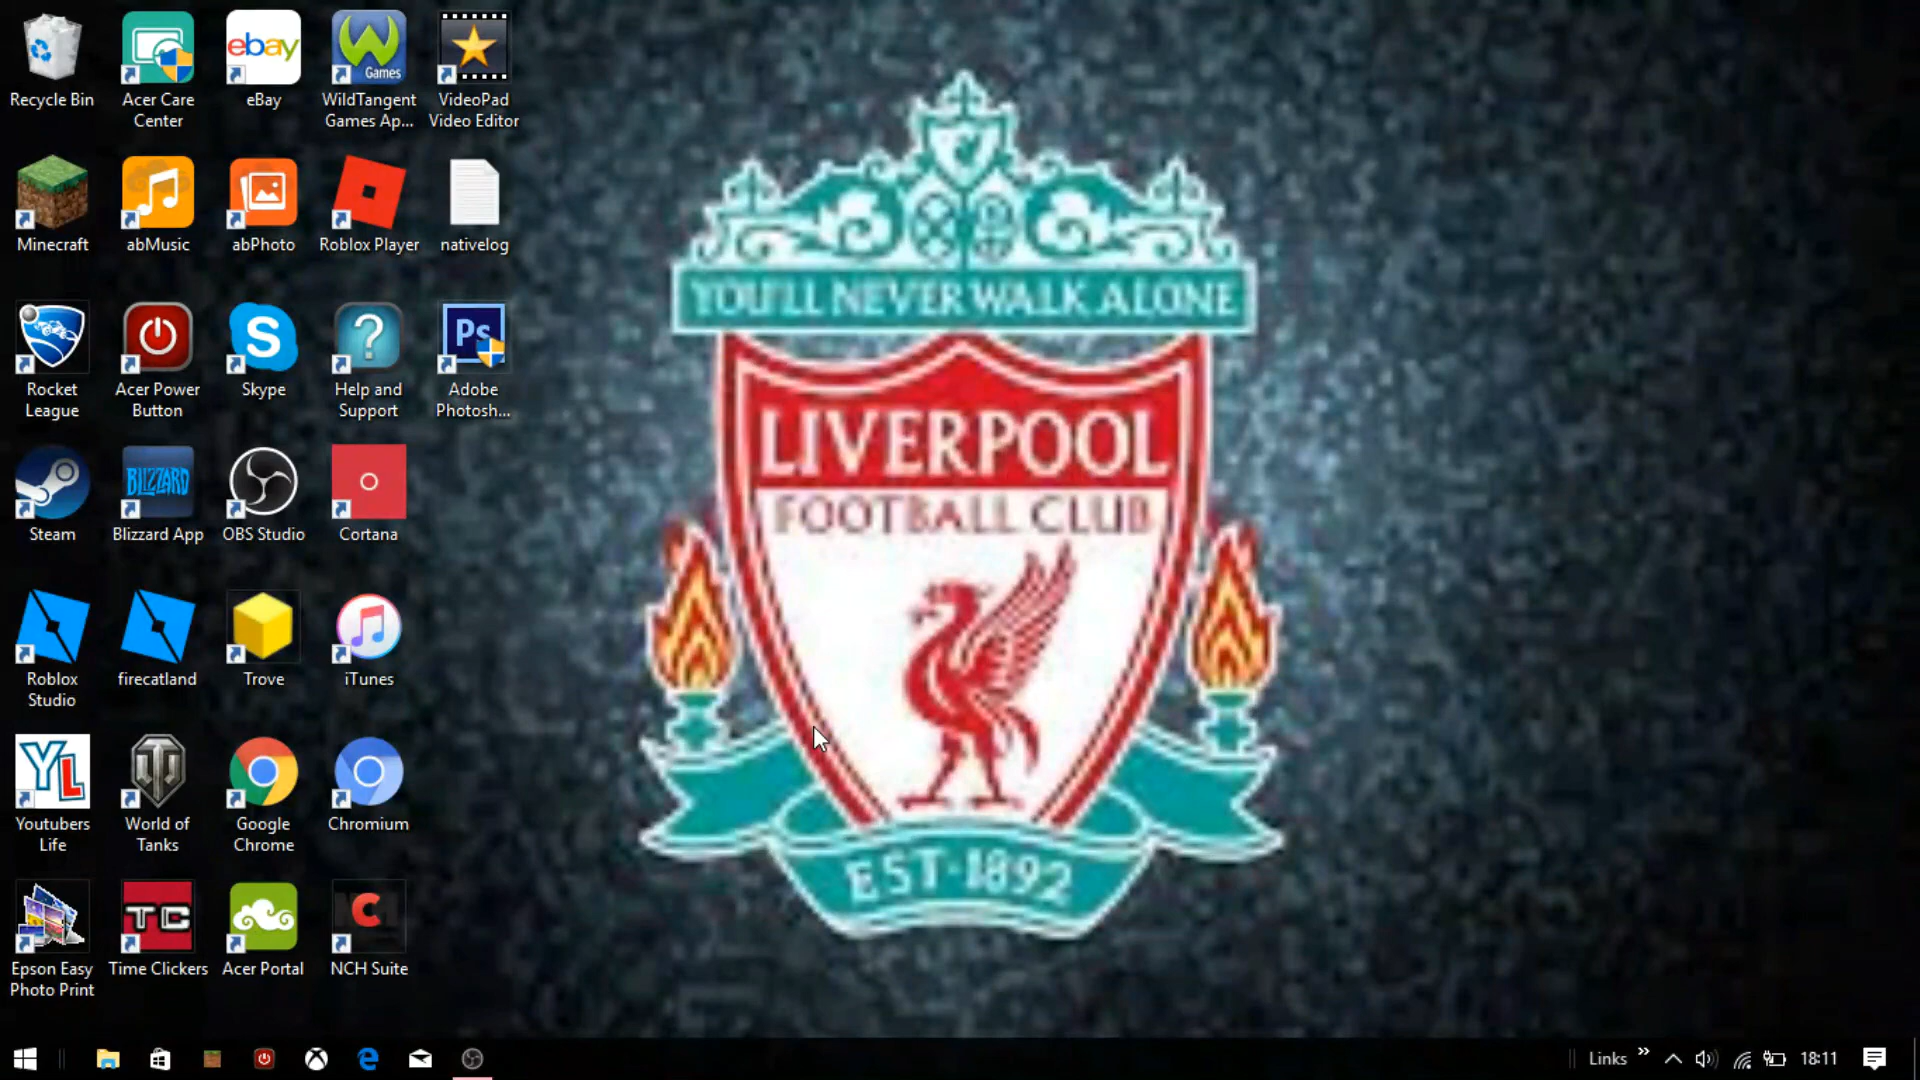 Recycle Bin
Acer Care
Center
ebay
eBay
Games
WildTangent
Games Ap...
VideoPad
Video Editor
Minecraft
abMusic
abPhoto
Roblox Player
nativelog
Rocket
League
Acer Power
Button
S
Skype
?
Help and
Support
Ps
Adobe
Photosh...
Steam
BLIZZARD
Blizzard App
OBS Studio
Cortana
Roblox
Studio
firecatland
Trove
iTunes
YL
Youtubers
Life
World of
Tanks
Google
Chrome
Chromium
Epson Easy
Photo Print
TC
Time Clickers
Acer Portal
C
NCH Suite
YOU'LL NEVER WALK ALONE
LIVERPOOL
FOOTBALL CLUB
EST·1892
Links
18:11